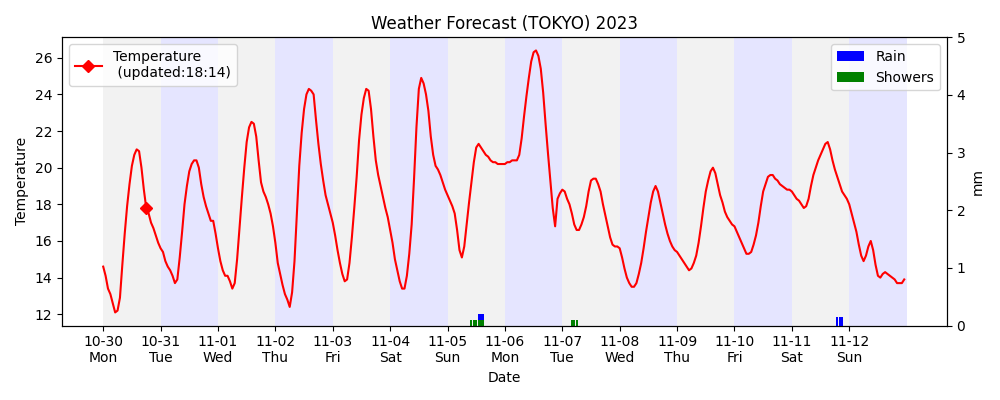 Weather Forecast (TOKYO) 2023
Temperature
(updated:18:14)
Rain
Showers
Temperature
26
24
22
20
18
16
14
12
5
4
3
2
1
0
mm
10-30 10-31 11-01 11-02 11-03 11-04 11-05 11-06 11-07 11-08 11-09 11-10 11-11 11-12
Mon Tue Wed Thu Fri Sat Sun Mon Tue Wed Thu Fri Sat Sun
Date